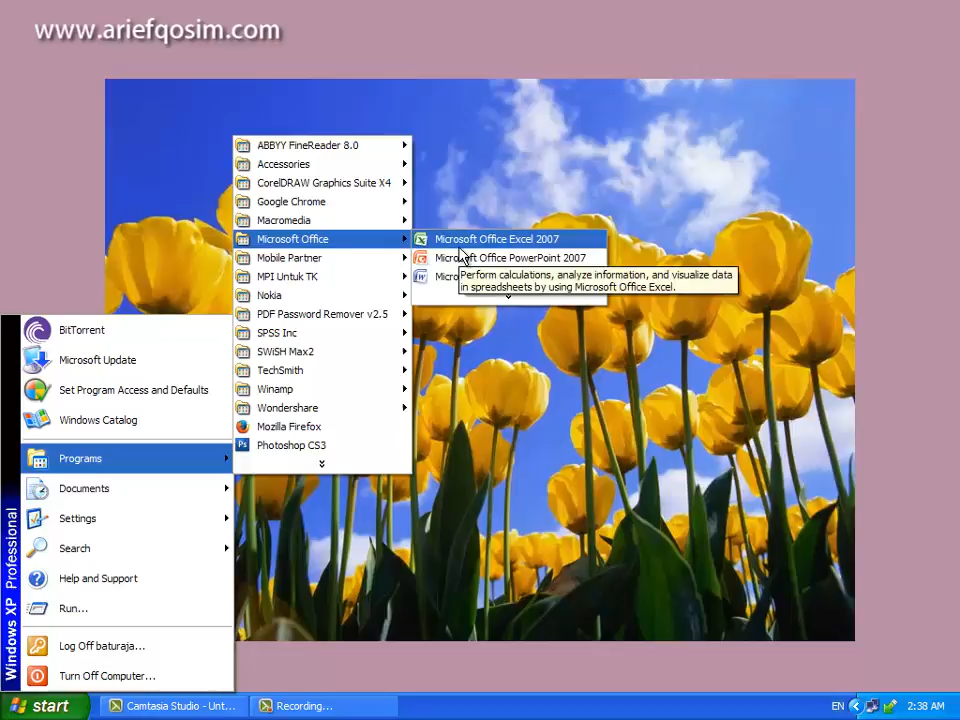 www.ariefqosim.com
ABBYY FineReader 8.0
Accessories
CorelDRAW Graphics Suite X4
Google Chrome
Macromedia
Microsoft Office
Mobile Partner
MPI Untuk TK
Nokia
PDF Password Remover v2.5
SPSS Inc
SWiSH Max2
TechSmith
Winamp
Wondershare
Mozilla Firefox
Ps
Photoshop CS3
Microsoft Office Excel 2007
Microsoft Office PowerPoint 2007
Micro
Perform calculations, analyze information, and visualize data
in spreadsheets by using Microsoft Office Excel.
BitTorrent
Microsoft Update
Set Program Access and Defaults
Windows Catalog
Programs
Documents
Settings
Search
Help and Support
Run...
Log Off baturaja...
Turn Off Computer...
Windows XP Professional
start
Camtasia Studio - Unt...
Recording...
EN
2:38 AM